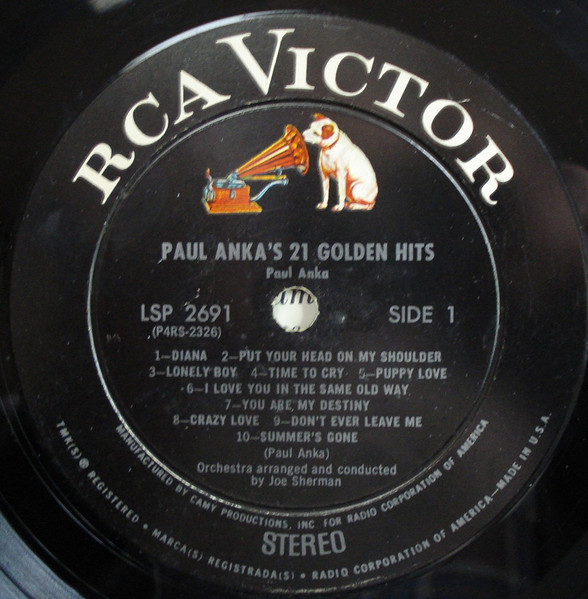 RCA VICTOR
PAUL ANKA'S 21 GOLDEN HITS
Paul Anka
LSP 2691
SIDE 1
(P4RS-2326)
1—DIANA 2—PUT YOUR HEAD ON MY SHOULDER
3—LONELY BOY 4—TIME TO CRY 5—PUPPY LOVE
6—I LOVE YOU IN THE SAME OLD WAY
7—YOU ARE MY DESTINY
8—CRAZY LOVE 9—DON'T EVER LEAVE ME
10—SUMMER'S GONE
(Paul Anka)
Orchestra arranged and conducted
by Joe Sherman
MANUFACTURED BY CAMY PRODUCTIONS, INC FOR RADIO CORPORATION OF AMERICA
STEREO
TMK(S) ® REGISTERED • MARCA(S) REGISTRADA(S) • RADIO CORPORATION OF AMERICA—MADE IN U.S.A.